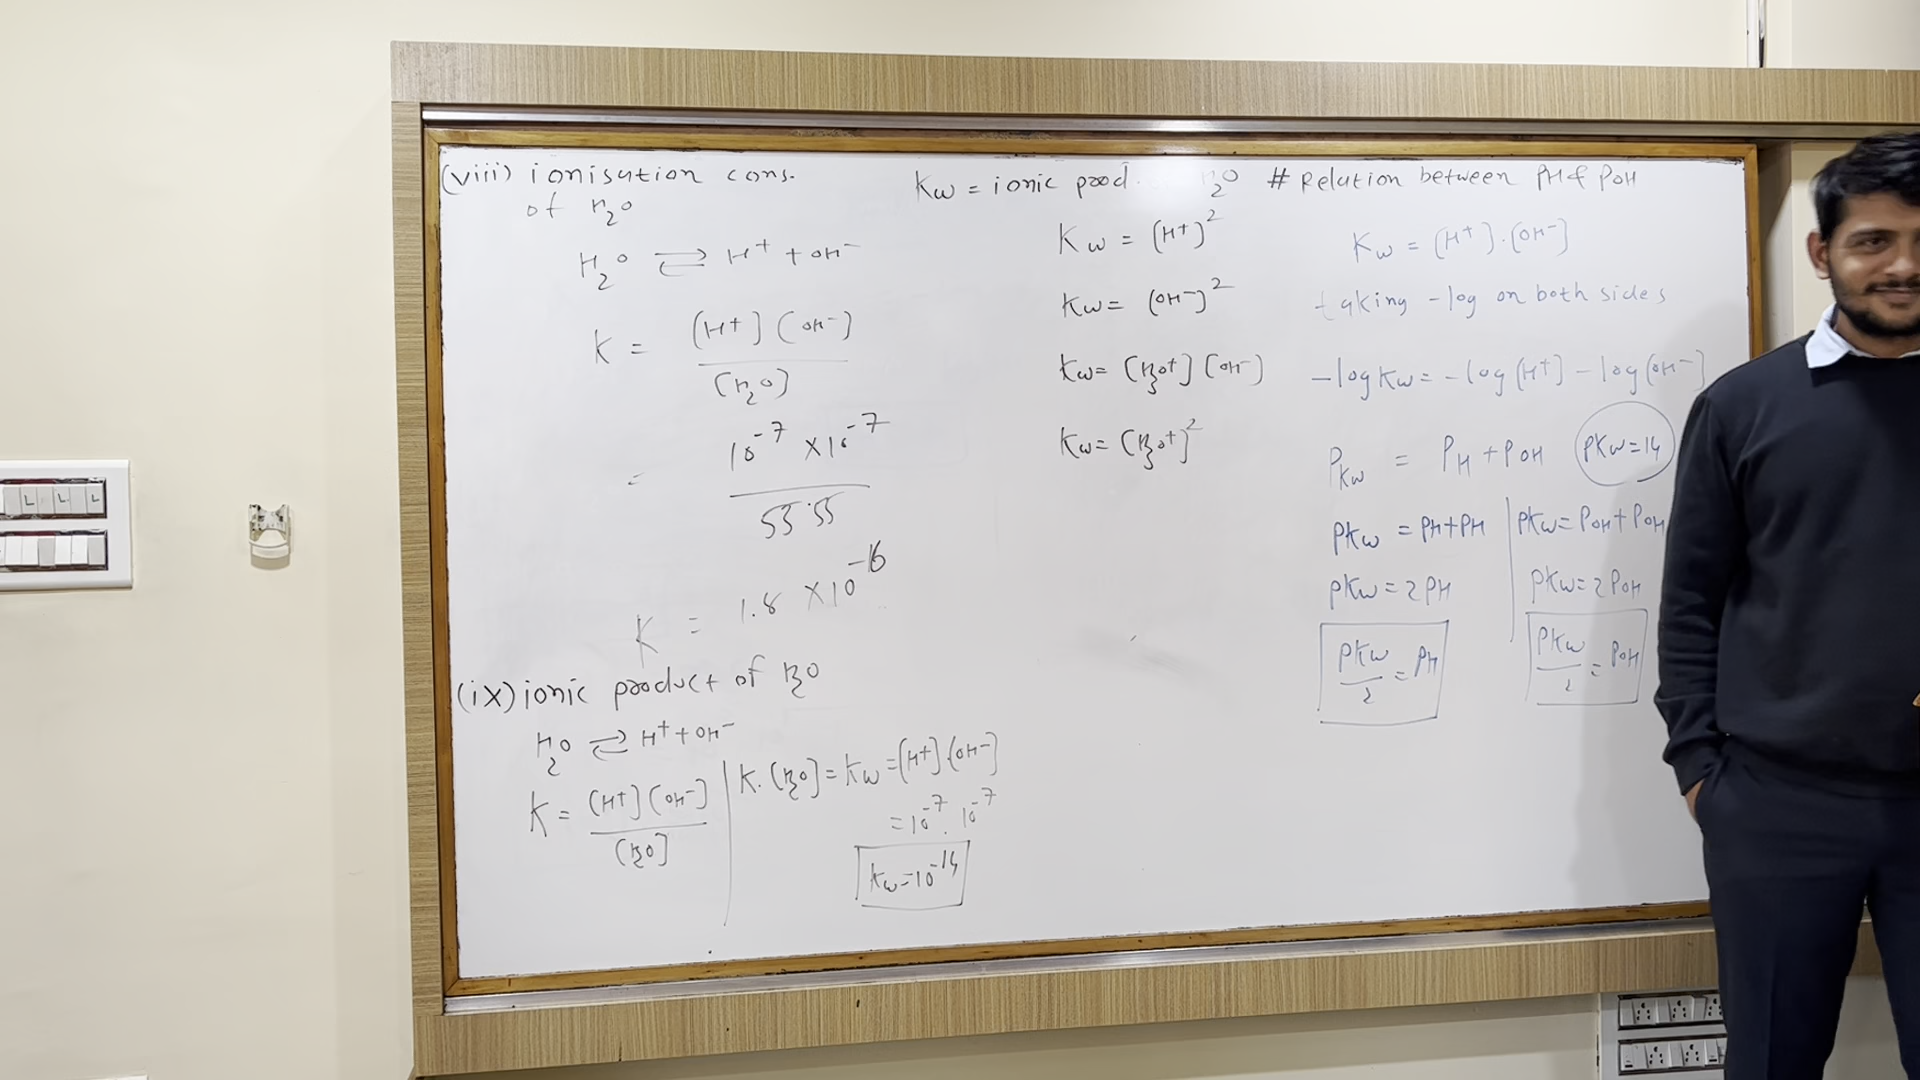 (viii) ionisation cons.
of H2O
H2O ⇌ H+ + OH-
K = [H+] [OH-] / [H2O]
= 10^-7 × 10^-7 / 55.55
K = 1.8 × 10^-16
(ix) ionic product of H2O
H2O ⇌ H+ + OH-
K = [H+] [OH-] / [H2O]
K. [H2O] = Kw = [H+].[OH-]
= 10^-7 . 10^-7
Kw = 10^-14
Kw = ionic prod. H2O
Kw = [H+]^2
Kw = [OH-]^2
Kw = [H3O+] [OH-]
Kw = [H3O+]^2
# Relation between PH & POH
Kw = [H+].[OH-]
taking -log on both sides
-log Kw = -log [H+] - log [OH-]
PKw = PH + POH
PKw = 14
PKw = PH + PH
PKw = 2PH
PKw/2 = PH
PKw = POH + POH
PKw = 2POH
PKw/2 = POH